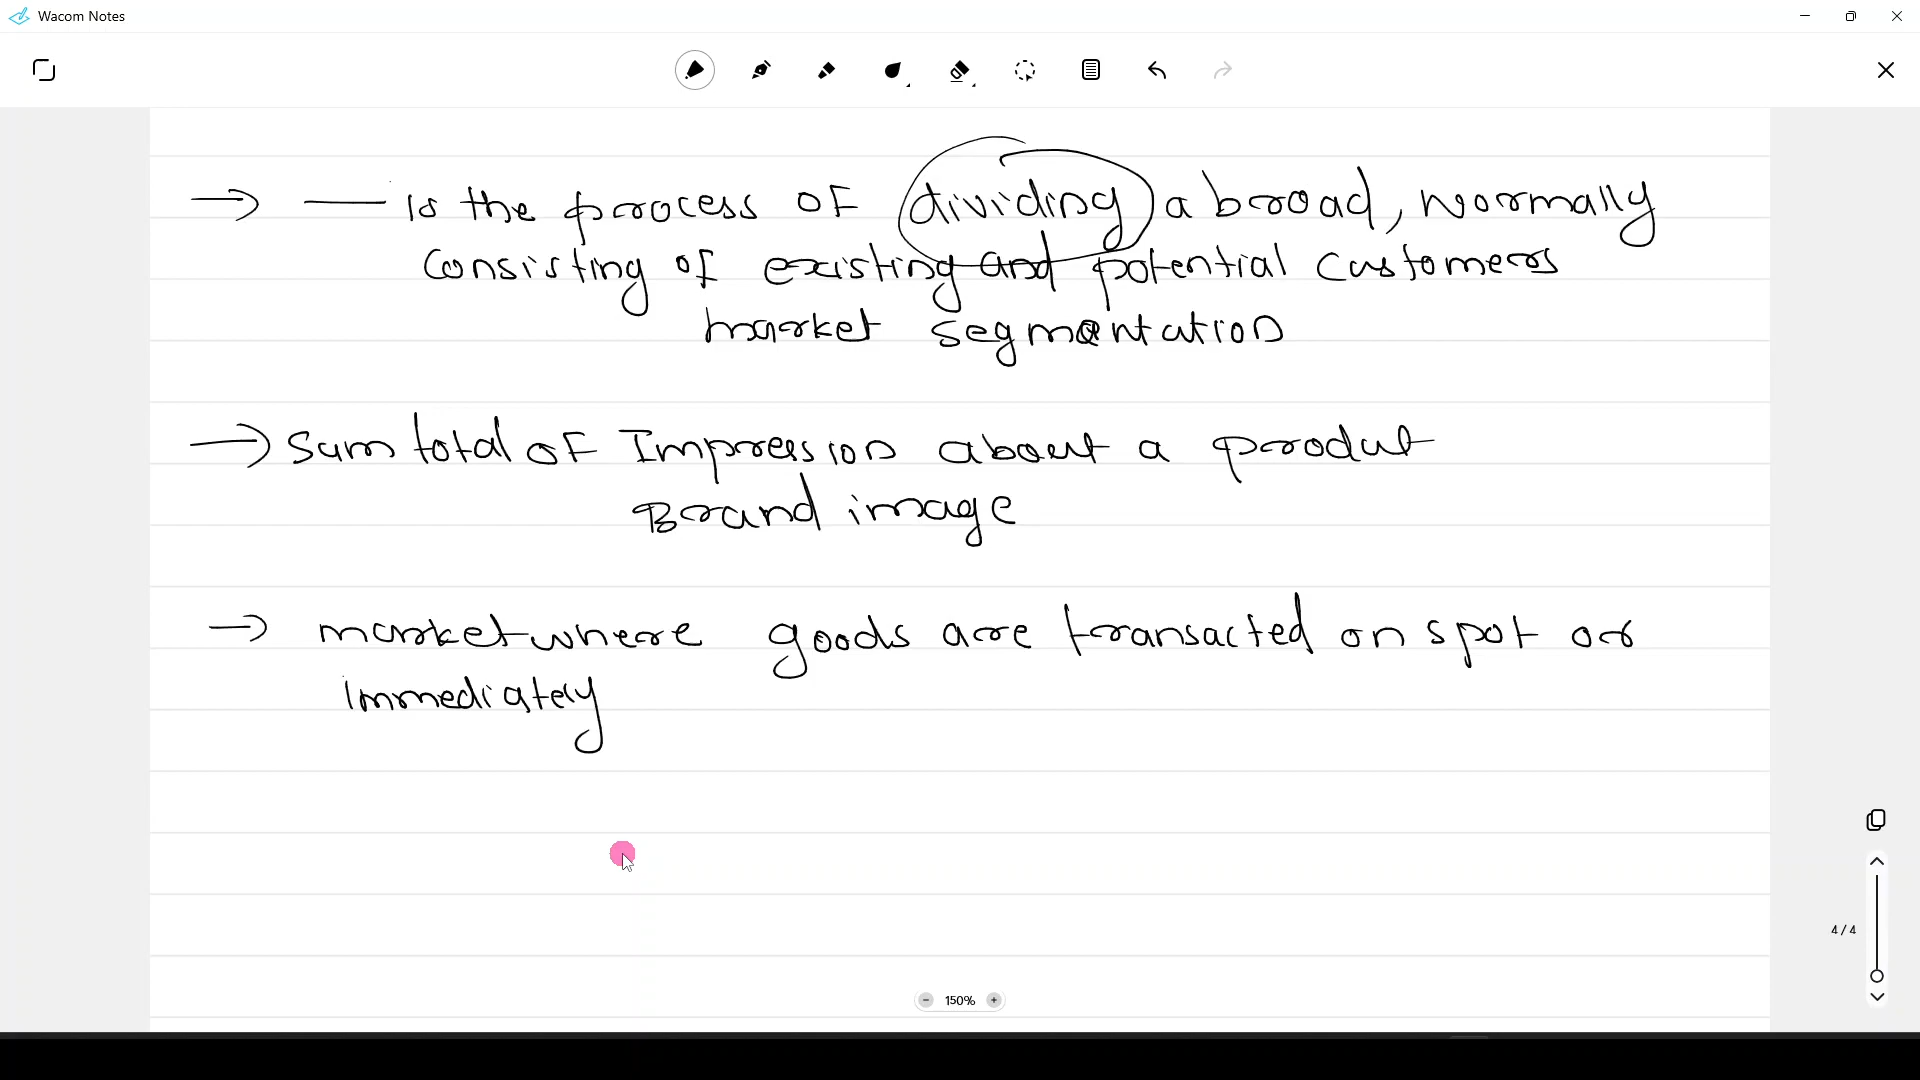 Wacom Notes
→ — is the process of dividing a broad, normally
consisting of existing and potential customers
market segmentation
→ Sum total of Impression about a produt
Brand image
→ market where goods are transacted on spot or
immediately
4 / 4
150%